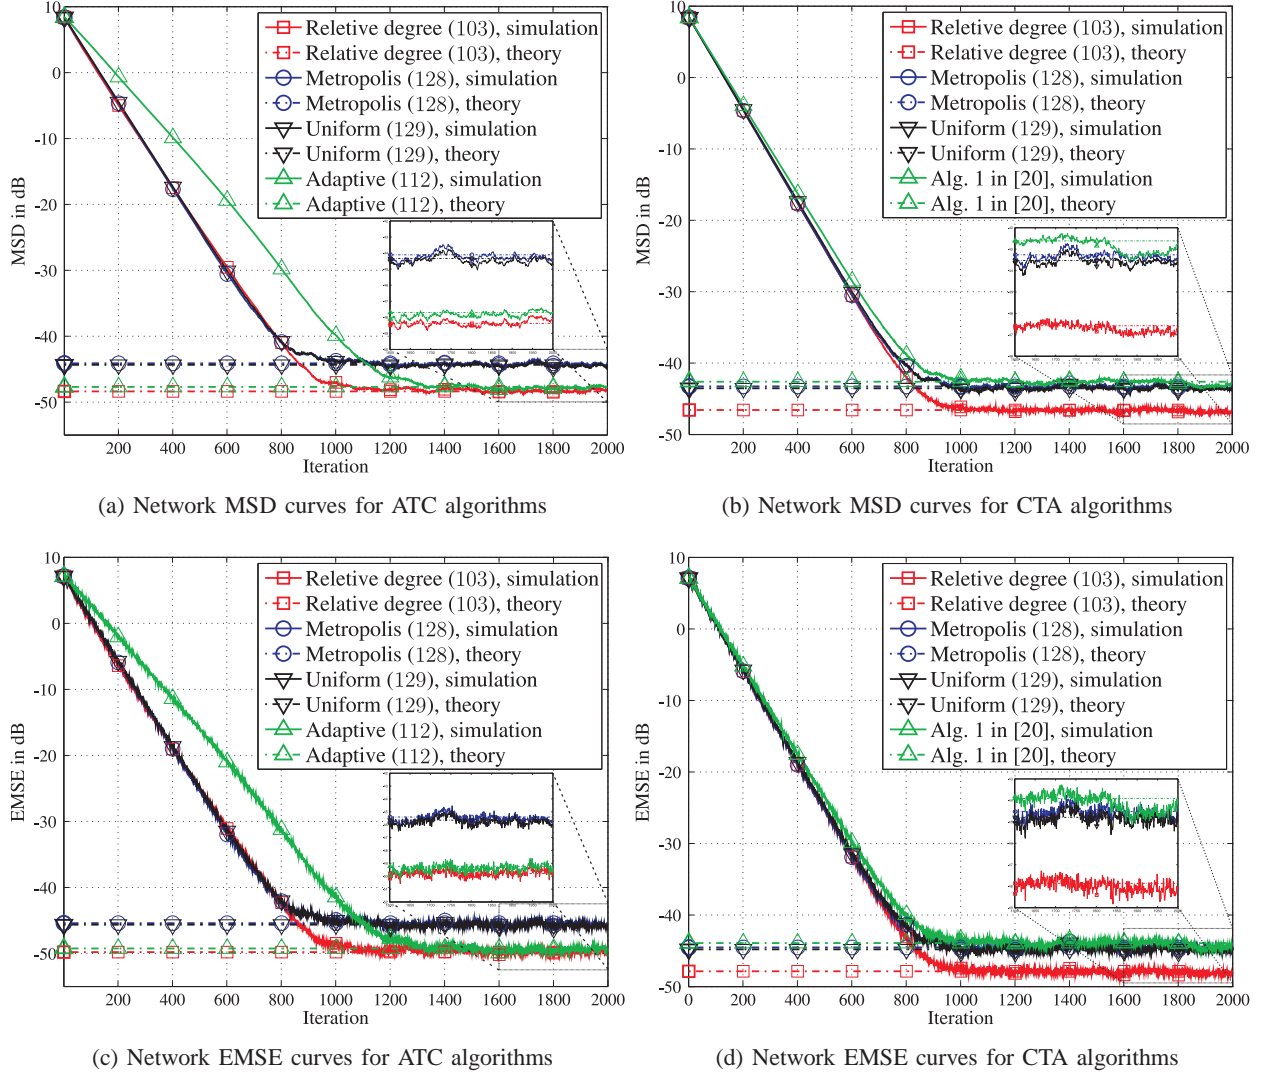 10
0
-10
-20
-30
-40
-50
MSD in dB
Reletive degree (103), simulation
Relative degree (103), theory
Metropolis (128), simulation
Metropolis (128), theory
Uniform (129), simulation
Uniform (129), theory
Adaptive (112), simulation
Adaptive (112), theory
200 400 600 800 1000 1200 1400 1600 1800 2000
Iteration
(a) Network MSD curves for ATC algorithms
10
0
-10
-20
-30
-40
-50
MSD in dB
Reletive degree (103), simulation
Relative degree (103), theory
Metropolis (128), simulation
Metropolis (128), theory
Uniform (129), simulation
Uniform (129), theory
Alg. 1 in [20], simulation
Alg. 1 in [20], theory
0 200 400 600 800 1000 1200 1400 1600 1800 2000
Iteration
(b) Network MSD curves for CTA algorithms
10
0
-10
-20
-30
-40
-50
EMSE in dB
Reletive degree (103), simulation
Relative degree (103), theory
Metropolis (128), simulation
Metropolis (128), theory
Uniform (129), simulation
Uniform (129), theory
Adaptive (112), simulation
Adaptive (112), theory
200 400 600 800 1000 1200 1400 1600 1800 2000
Iteration
(c) Network EMSE curves for ATC algorithms
10
0
-10
-20
-30
-40
-50
EMSE in dB
Reletive degree (103), simulation
Relative degree (103), theory
Metropolis (128), simulation
Metropolis (128), theory
Uniform (129), simulation
Uniform (129), theory
Alg. 1 in [20], simulation
Alg. 1 in [20], theory
0 200 400 600 800 1000 1200 1400 1600 1800 2000
Iteration
(d) Network EMSE curves for CTA algorithms